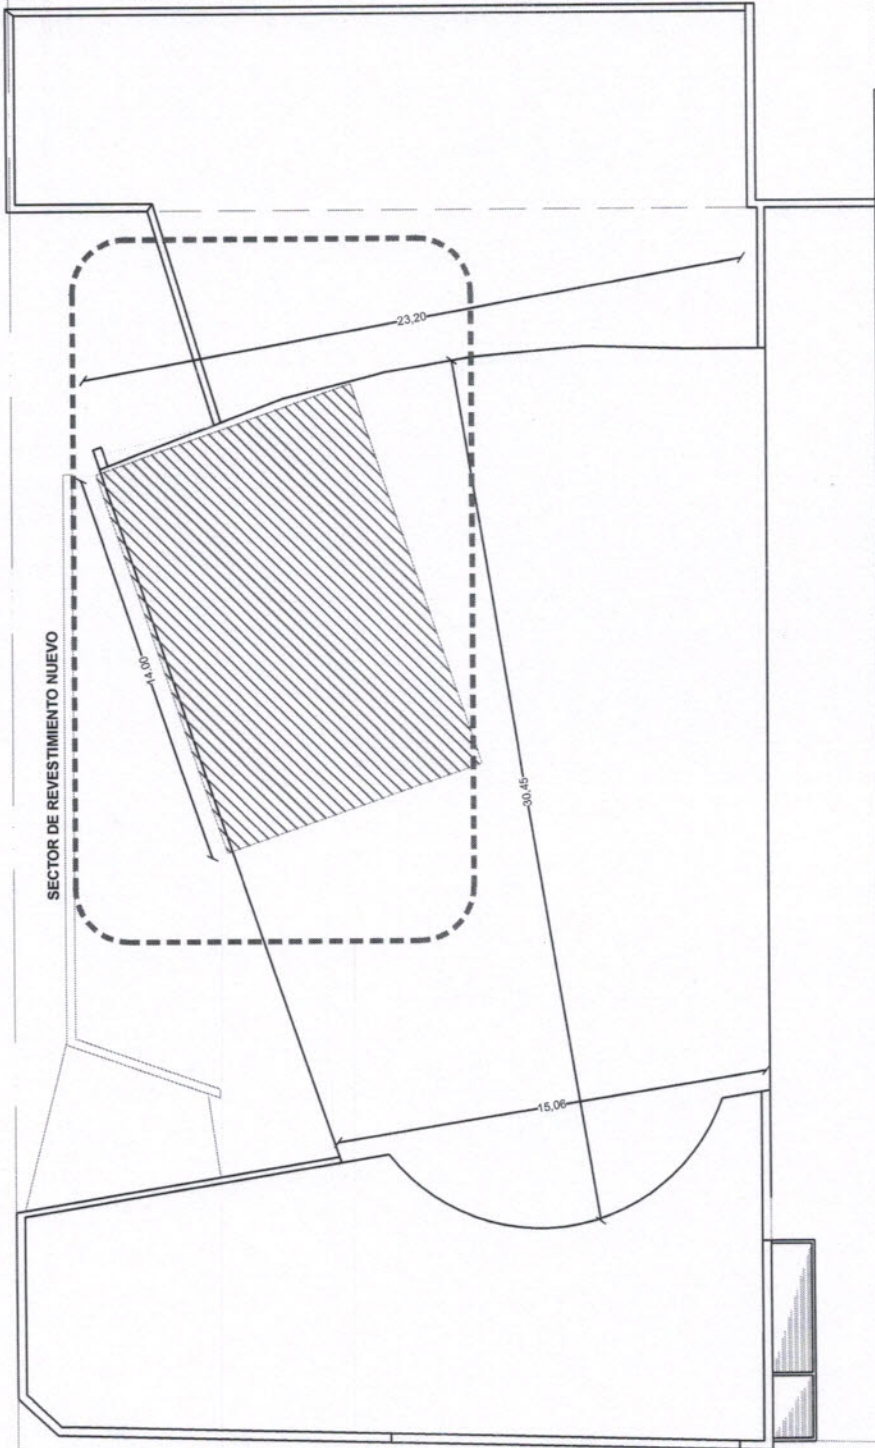 SECTOR DE REVESTIMIENTO NUEVO
23,20
14,00
30,45
15,06